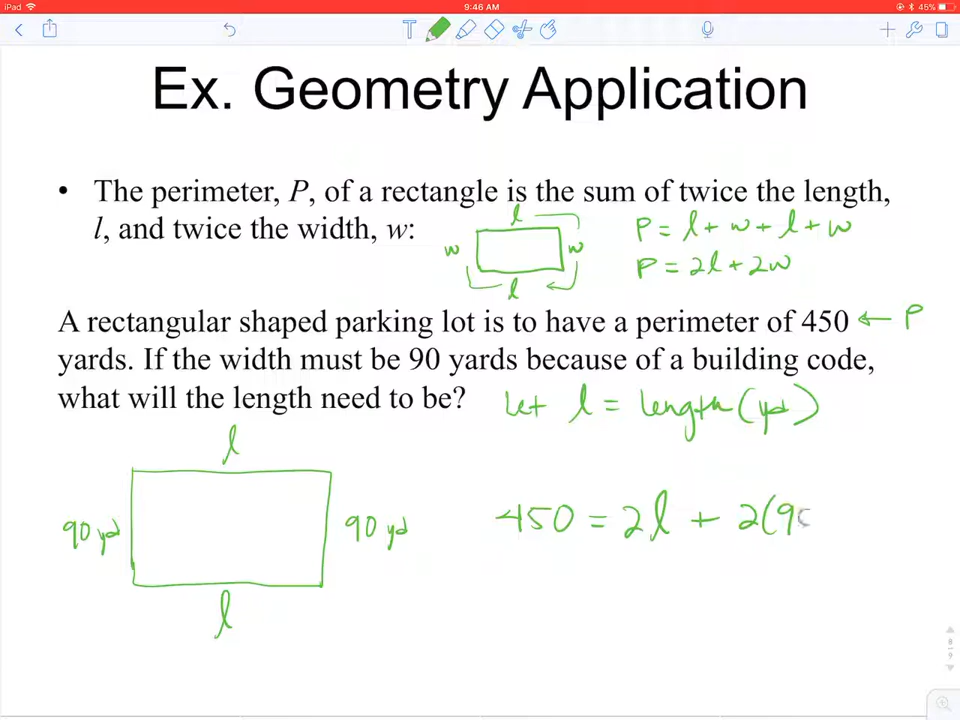 iPad 9:46 AM 45%
T
Ex. Geometry Application
• The perimeter, P, of a rectangle is the sum of twice the length,
l, and twice the width, w:
l
w w
l
P = l + w + l + w
P = 2l + 2w
A rectangular shaped parking lot is to have a perimeter of 450 ← P
yards. If the width must be 90 yards because of a building code,
what will the length need to be? Let l = length (yd)
l
90 yd 90 yd
l
450 = 2l + 2(90
8/9